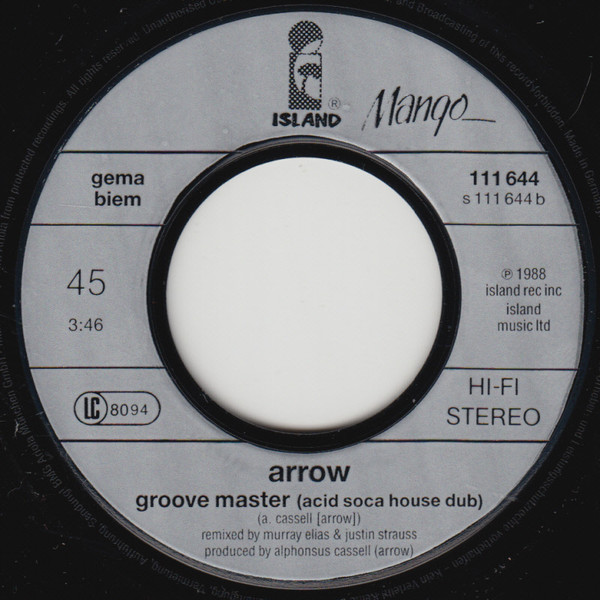 ISLAND ® Mango
gema
biem
111 644
s 111 644 b
45
3:46
℗ 1988
island rec inc
island
music ltd
LC 8094
HI-FI
STEREO
arrow
groove master (acid soca house dub)
(a. cassell [arrow])
remixed by murray elias & justin strauss
produced by alphonsus cassell (arrow)